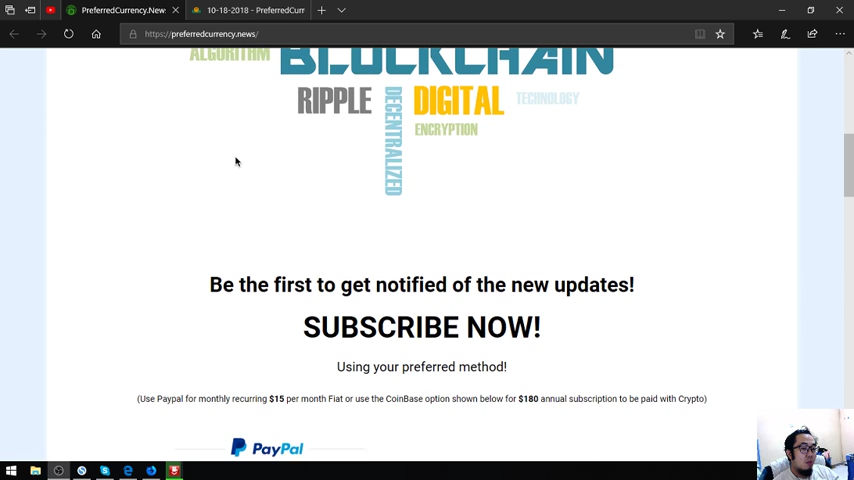 PreferredCurrency.News
10-18-2018 - PreferredCurr
https://preferredcurrency.news/
ALGORITHM
BLOCKCHAIN
RIPPLE
DECENTRALIZED
DIGITAL
TECHNOLOGY
ENCRYPTION
Be the first to get notified of the new updates!
SUBSCRIBE NOW!
Using your preferred method!
(Use Paypal for monthly recurring $15 per month Fiat or use the CoinBase option shown below for $180 annual subscription to be paid with Crypto)
PayPal